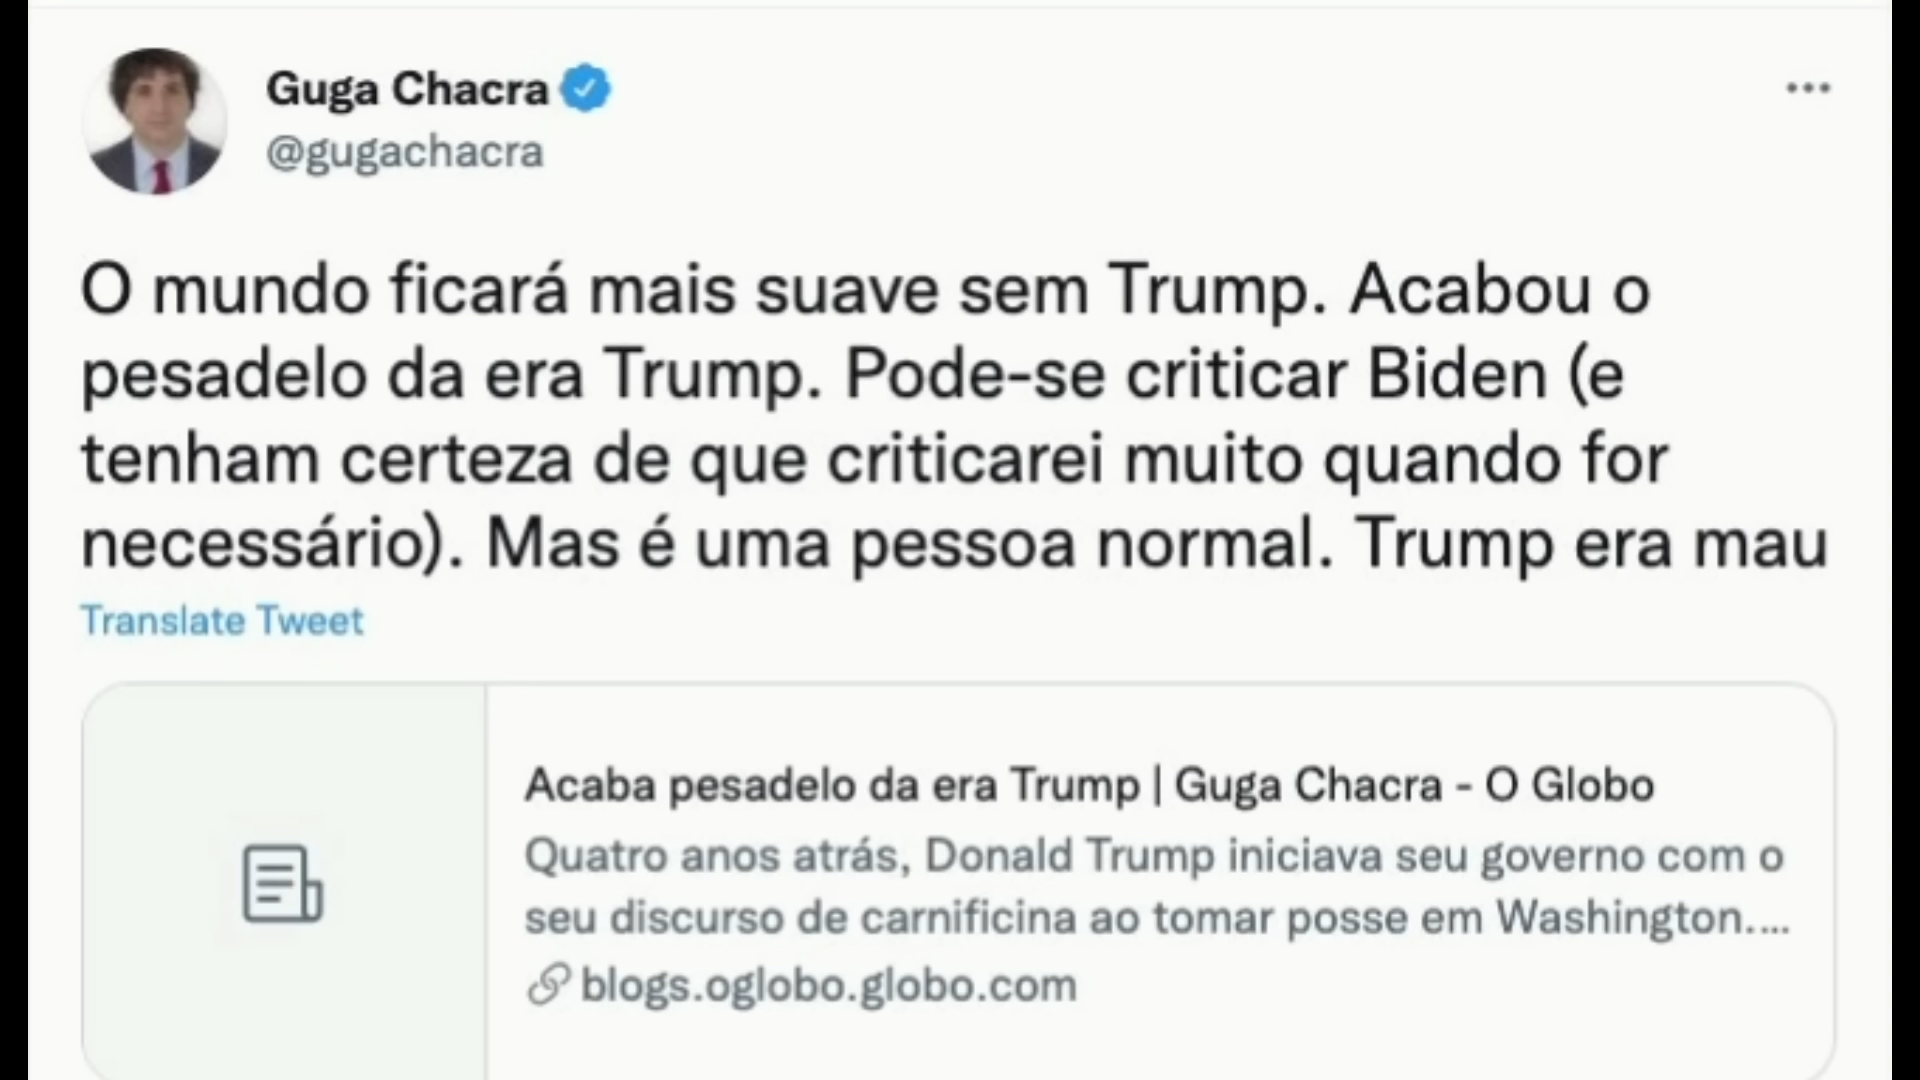 Guga Chacra
@gugachacra
O mundo ficará mais suave sem Trump. Acabou o
pesadelo da era Trump. Pode-se criticar Biden (e
tenham certeza de que criticarei muito quando for
necessário). Mas é uma pessoa normal. Trump era mau
Translate Tweet
Acaba pesadelo da era Trump | Guga Chacra - O Globo
Quatro anos atrás, Donald Trump iniciava seu governo com o
seu discurso de carnificina ao tomar posse em Washington....
blogs.oglobo.globo.com